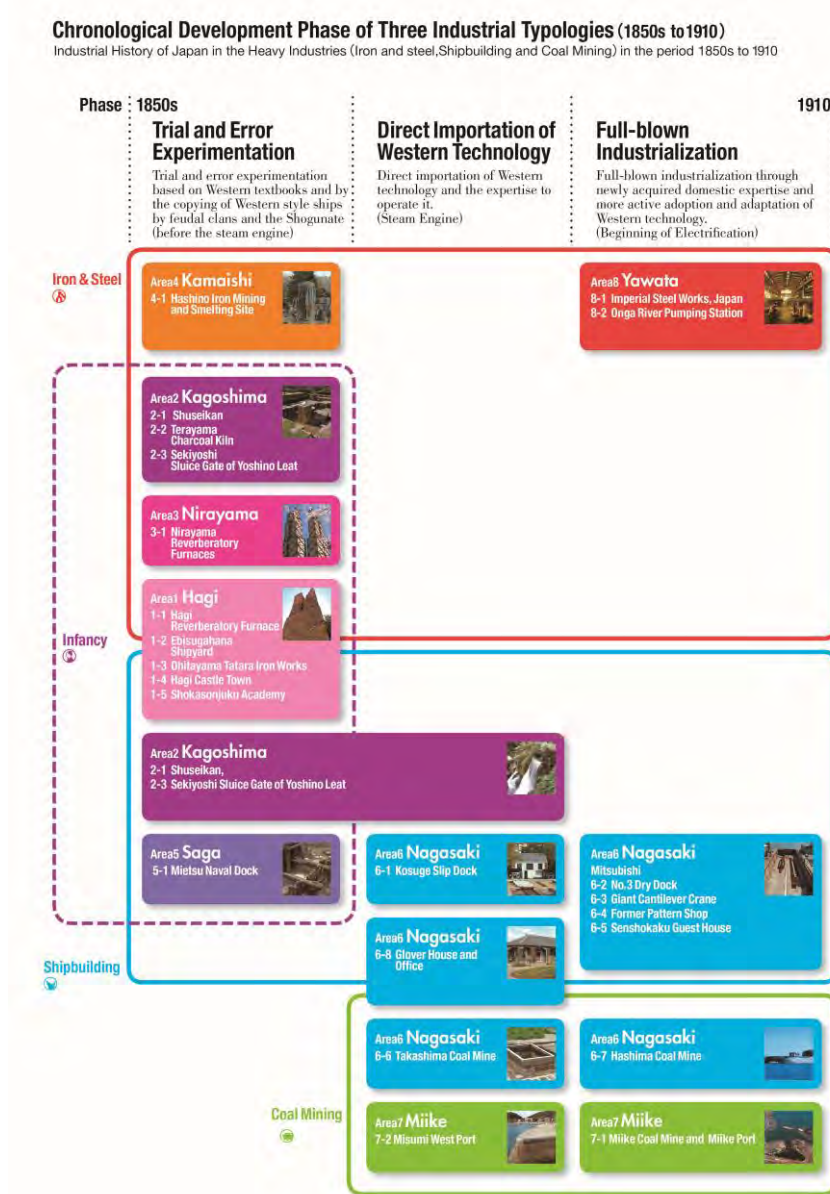 Chronological Development Phase of Three Industrial Typologies (1850s to1910)
Industrial History of Japan in the Heavy Industries (Iron and steel,Shipbuilding and Coal Mining) in the period 1850s to 1910
Phase 1850s 1910
Trial and Error
Experimentation
Trial and error experimentation
based on Western textbooks and by
the copying of Western style ships
by feudal clans and the Shogunate
(before the steam engine)
Direct Importation of
Western Technology
Direct importation of Western
technology and the expertise to
operate it.
(Steam Engine)
Full-blown
Industrialization
Full-blown industrialization through
newly acquired domestic expertise and
more active adoption and adaptation of
Western technology.
(Beginning of Electrification)
Iron & Steel
Area4 Kamaishi
4-1 Hashino Iron Mining
and Smelting Site
Area8 Yawata
8-1 Imperial Steel Works, Japan
8-2 Onga River Pumping Station
Area2 Kagoshima
2-1 Shuseikan
2-2 Terayama
Charcoal Kiln
2-3 Sekiyoshi
Sluice Gate of Yoshino Leat
Area3 Nirayama
3-1 Nirayama
Reverberatory
Furnaces
Infancy
Area1 Hagi
1-1 Hagi
Reverberatory Furnace
1-2 Ebisugahana
Shipyard
1-3 Ohitayama Tatara Iron Works
1-4 Hagi Castle Town
1-5 Shokasonjuku Academy
Area2 Kagoshima
2-1 Shuseikan,
2-3 Sekiyoshi Sluice Gate of Yoshino Leat
Area5 Saga
5-1 Mietsu Naval Dock
Area6 Nagasaki
6-1 Kosuge Slip Dock
Area6 Nagasaki
Mitsubishi
6-2 No.3 Dry Dock
6-3 Giant Cantilever Crane
6-4 Former Pattern Shop
6-5 Senshokaku Guest House
Area6 Nagasaki
6-8 Glover House and
Office
Shipbuilding
Area6 Nagasaki
6-6 Takashima Coal Mine
Area6 Nagasaki
6-7 Hashima Coal Mine
Coal Mining
Area7 Miike
7-2 Misumi West Port
Area7 Miike
7-1 Miike Coal Mine and Miike Port